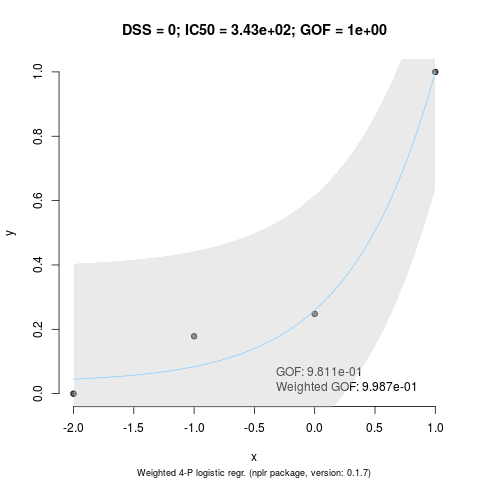 DSS = 0; IC50 = 3.43e+02; GOF = 1e+00
1.0
0.8
0.6
y
0.4
0.2
0.0
GOF: 9.811e-01
Weighted GOF: 9.987e-01
-2.0 -1.5 -1.0 -0.5 0.0 0.5 1.0
x
Weighted 4-P logistic regr. (nplr package, version: 0.1.7)